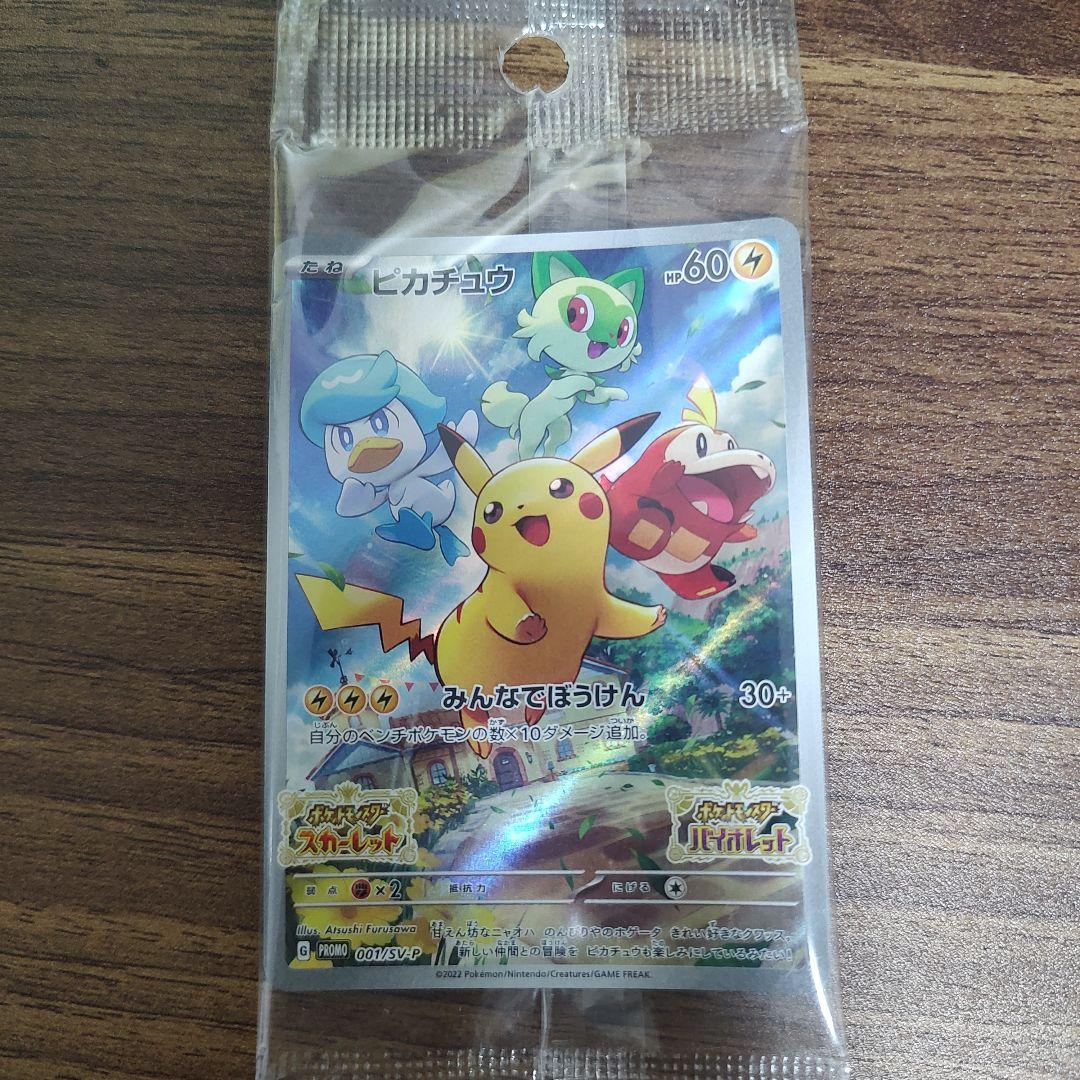 たね ピカチュウ HP60
みんなでぼうけん 30+
自分のベンチポケモンの数×10ダメージ追加。
ポケットモンスター スカーレット
ポケットモンスター バイオレット
弱点 ×2 抵抗力 にげる
Illus. Atsushi Furusawa
甘えん坊なニャオハ のんびりやのホゲータ きれい好きなクワッス。
新しい仲間との冒険を ピカチュウも楽しみにしているみたい!
G PROMO 001/SV-P
©2022 Pokémon/Nintendo/Creatures/GAME FREAK.